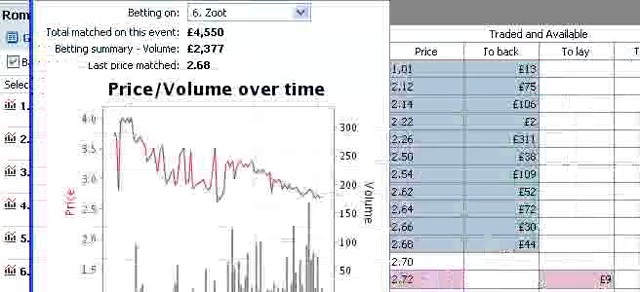 Rom
Betting on: 6. Zoot
Total matched on this event: £4,550
Betting summary - Volume: £2,377
Last price matched: 2.68
Selec
1.
2.
3.
4.
5.
6.
Price/Volume over time
4.0
3.5
3.0
2.5
2.0
1.5
Price
300
250
200
150
100
50
Volume
Traded and Available
Price To back To lay T
1.01 £13
2.12 £75
2.14 £106
2.22 £2
2.26 £311
2.50 £38
2.54 £109
2.62 £52
2.64 £72
2.66 £30
2.68 £44
2.70
2.72 £9